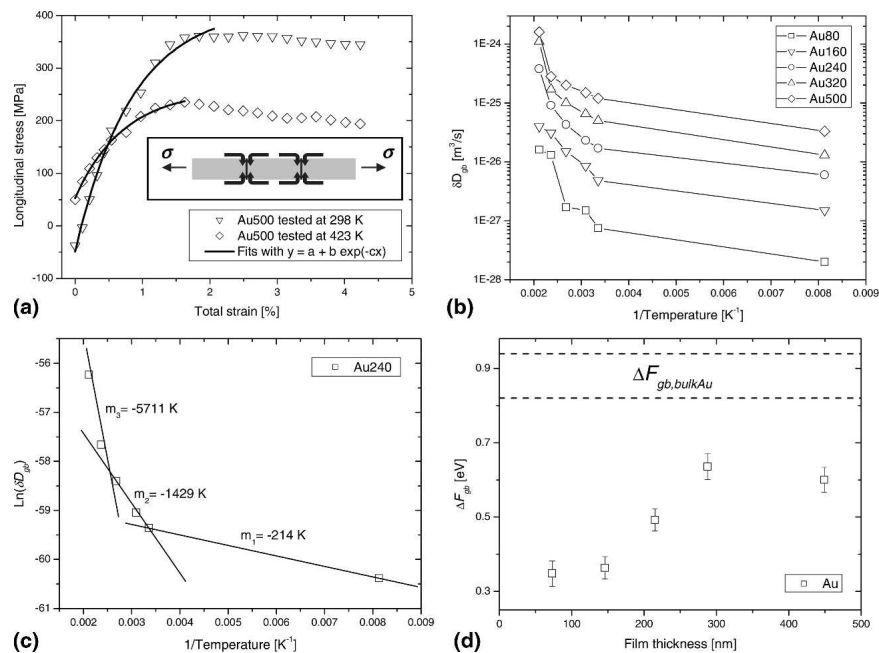 400
300
200
100
0
-100
Longitudinal stress [MPa]
σ
σ
Au500 tested at 298 K
Au500 tested at 423 K
Fits with y = a + b exp(-cx)
0
1
2
3
4
5
Total strain [%]
(a)
1E-24
1E-25
1E-26
1E-27
1E-28
δD_gb [m³/s]
Au80
Au160
Au240
Au320
Au500
0.002 0.003 0.004 0.005 0.006 0.007 0.008 0.009
1/Temperature [K⁻¹]
(b)
-56
-57
-58
-59
-60
-61
Ln(δD_gb)
Au240
m₃= -5711 K
m₂= -1429 K
m₁= -214 K
0.002 0.003 0.004 0.005 0.006 0.007 0.008 0.009
1/Temperature [K⁻¹]
(c)
0.9
0.7
0.5
0.3
ΔF_gb [eV]
ΔF_gb,bulkAu
Au
0 100 200 300 400 500
Film thickness [nm]
(d)